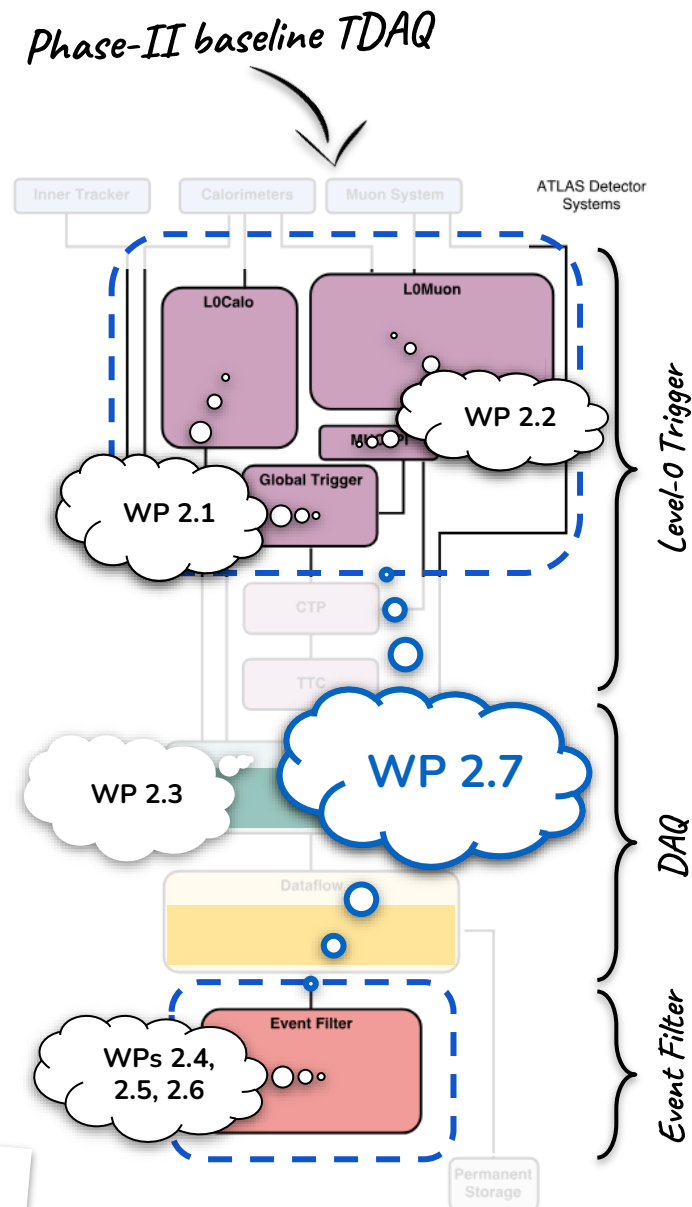 Phase-II baseline TDAQ
Inner Tracker
Calorimeters
Muon System
ATLAS Detector
Systems
L0Calo
L0Muon
WP 2.2
Global Trigger
WP 2.1
Level-0 Trigger
CTP
TTC
WP 2.7
WP 2.3
DAQ
Dataflow
Event Filter
WPs 2.4,
2.5, 2.6
Event Filter
Permanent
Storage